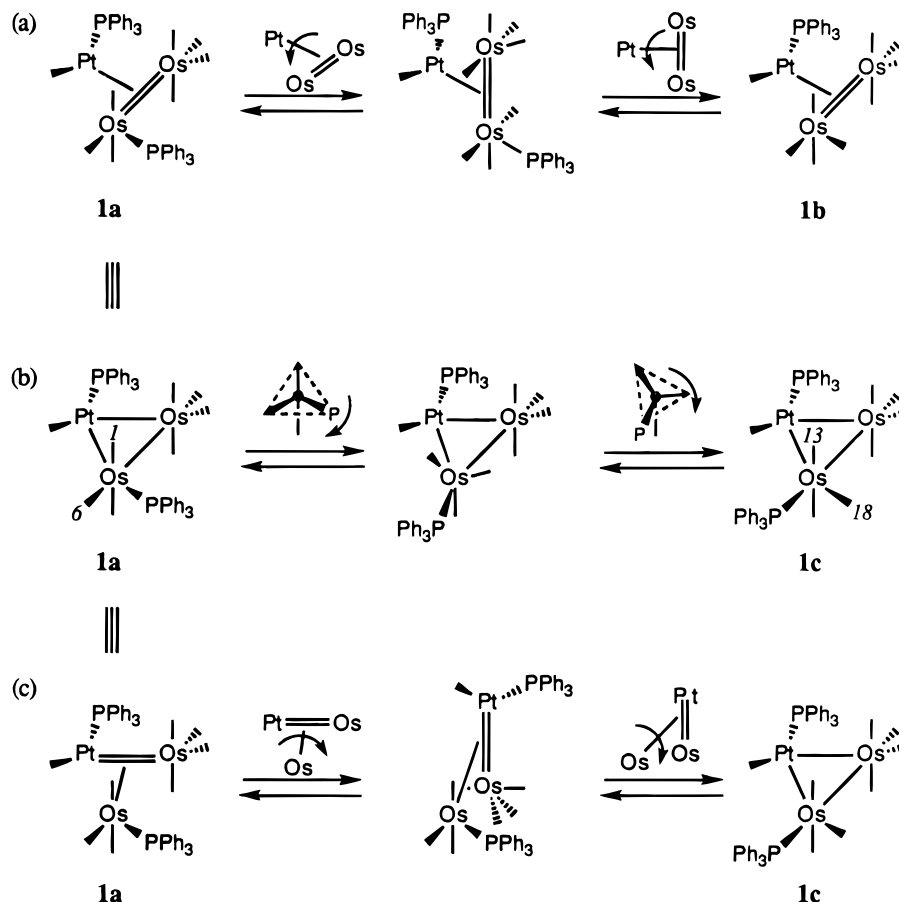 (a) PPh₃ Ph₃P Os PPh₃
Pt Os Pt Os Os Pt Pt Pt Os
Os Os Os
Os Os Os
PPh₃ PPh₃
1a 1b
(b) PPh₃ PPh₃ PPh₃
Pt Os P Pt Os Pt Os
1 P 13
Os Os Os
6 PPh₃ Ph₃P Ph₃P 18
1a 1c
(c) Pt PPh₃ Pt
PPh₃ Pt Os PPh₃
Pt Os Os Os Os Pt Os
Os Os Os Os
PPh₃ PPh₃ Ph₃P
1a 1c